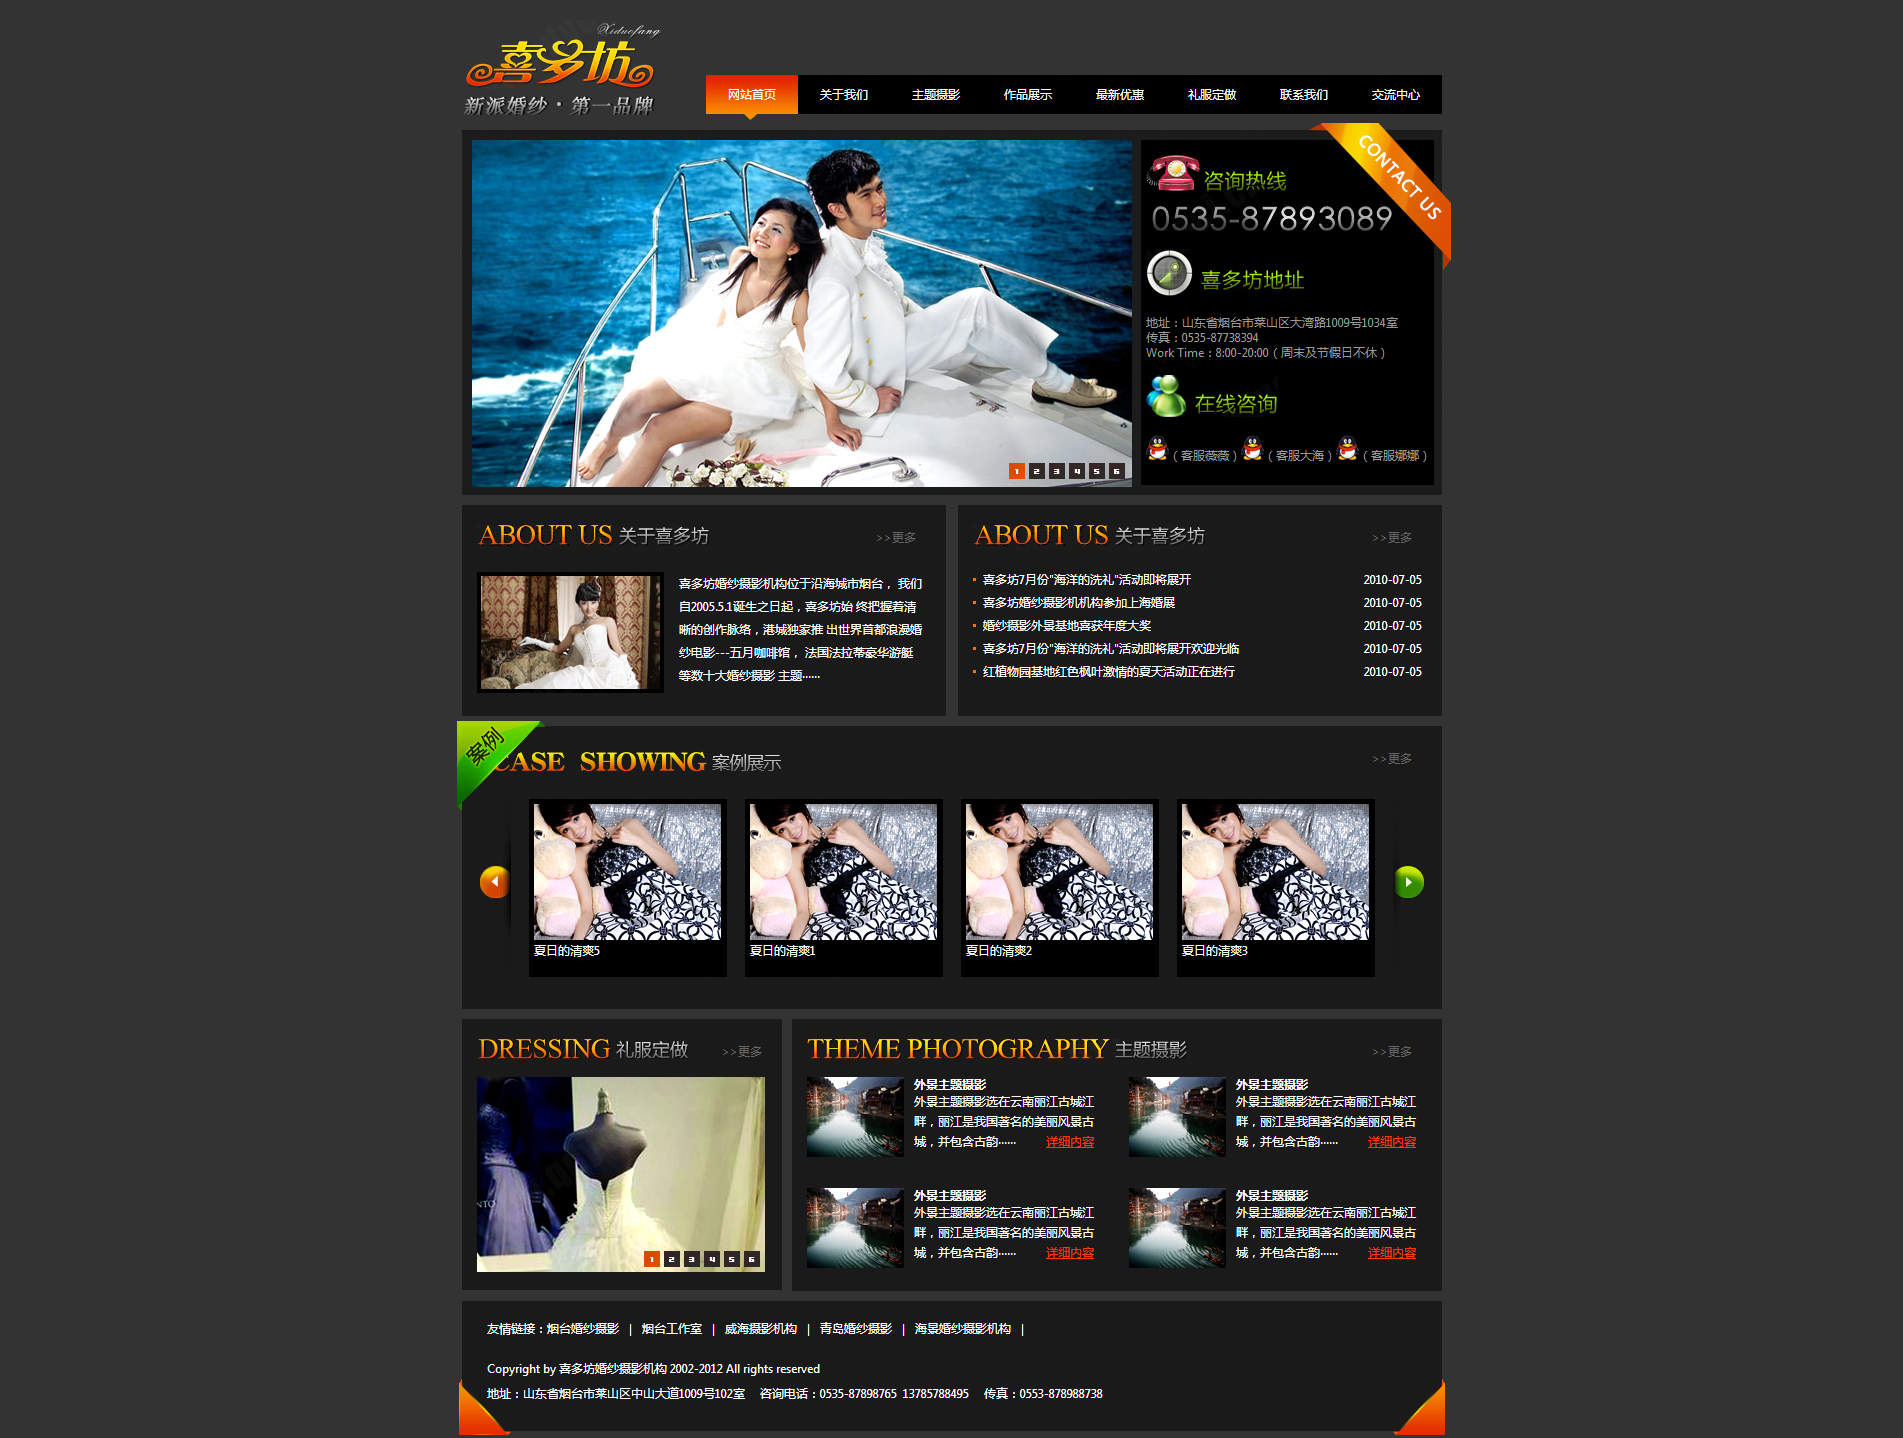 Xiduofang
喜多坊
新派婚纱·第一品牌
网站首页 关于我们 主题摄影 作品展示 最新优惠 礼服定做 联系我们 交流中心
CONTACT US
咨询热线
0535-87893089
喜多坊地址
地址：山东省烟台市莱山区大湾路1009号1034室
传真：0535-87738394
Work Time：8:00-20:00（周末及节假日不休）
在线咨询
（客服薇薇）（客服大海）（客服娜娜）
1 2 3 4 5 6
ABOUT US 关于喜多坊 >>更多
喜多坊婚纱摄影机构位于沿海城市烟台， 我们
自2005.5.1诞生之日起，喜多坊始 终把握着清
晰的创作脉络，港城独家推 出世界首都浪漫婚
纱电影---五月咖啡馆， 法国法拉蒂豪华游艇
等数十大婚纱摄影 主题······
ABOUT US 关于喜多坊 >>更多
喜多坊7月份"海洋的洗礼"活动即将展开 2010-07-05
喜多坊婚纱摄影机机构参加上海婚展 2010-07-05
婚纱摄影外景基地喜获年度大奖 2010-07-05
喜多坊7月份"海洋的洗礼"活动即将展开欢迎光临 2010-07-05
红植物园基地红色枫叶激情的夏天活动正在进行 2010-07-05
案例
CASE SHOWING 案例展示 >>更多
夏日的清爽5 夏日的清爽1 夏日的清爽2 夏日的清爽3
DRESSING 礼服定做 >>更多
1 2 3 4 5 6
THEME PHOTOGRAPHY 主题摄影 >>更多
外景主题摄影
外景主题摄影选在云南丽江古城江
畔，丽江是我国著名的美丽风景古
城，并包含古韵······ 详细内容
外景主题摄影
外景主题摄影选在云南丽江古城江
畔，丽江是我国著名的美丽风景古
城，并包含古韵······ 详细内容
外景主题摄影
外景主题摄影选在云南丽江古城江
畔，丽江是我国著名的美丽风景古
城，并包含古韵······ 详细内容
外景主题摄影
外景主题摄影选在云南丽江古城江
畔，丽江是我国著名的美丽风景古
城，并包含古韵······ 详细内容
友情链接：烟台婚纱摄影 | 烟台工作室 | 威海摄影机构 | 青岛婚纱摄影 | 海景婚纱摄影机构 |
Copyright by 喜多坊婚纱摄影机构 2002-2012 All rights reserved
地址：山东省烟台市莱山区中山大道1009号102室 咨询电话：0535-87898765 13785788495 传真：0553-878988738